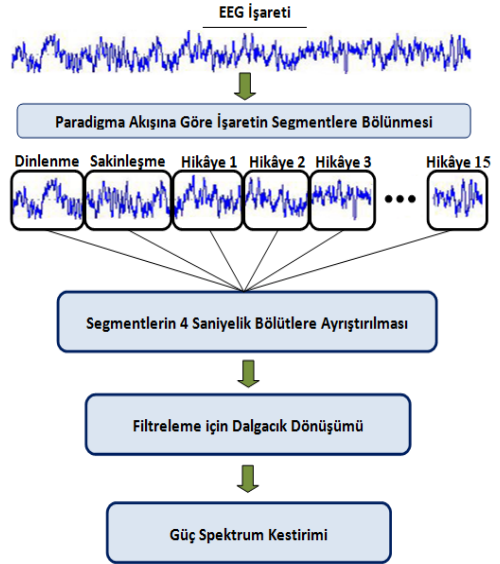 EEG İşareti
Paradigma Akışına Göre İşaretin Segmentlere Bölünmesi
Dinlenme Sakinleşme Hikâye 1 Hikâye 2 Hikâye 3 Hikâye 15
Segmentlerin 4 Saniyelik Bölütlere Ayrıştırılması
Filtreleme için Dalgacık Dönüşümü
Güç Spektrum Kestirimi